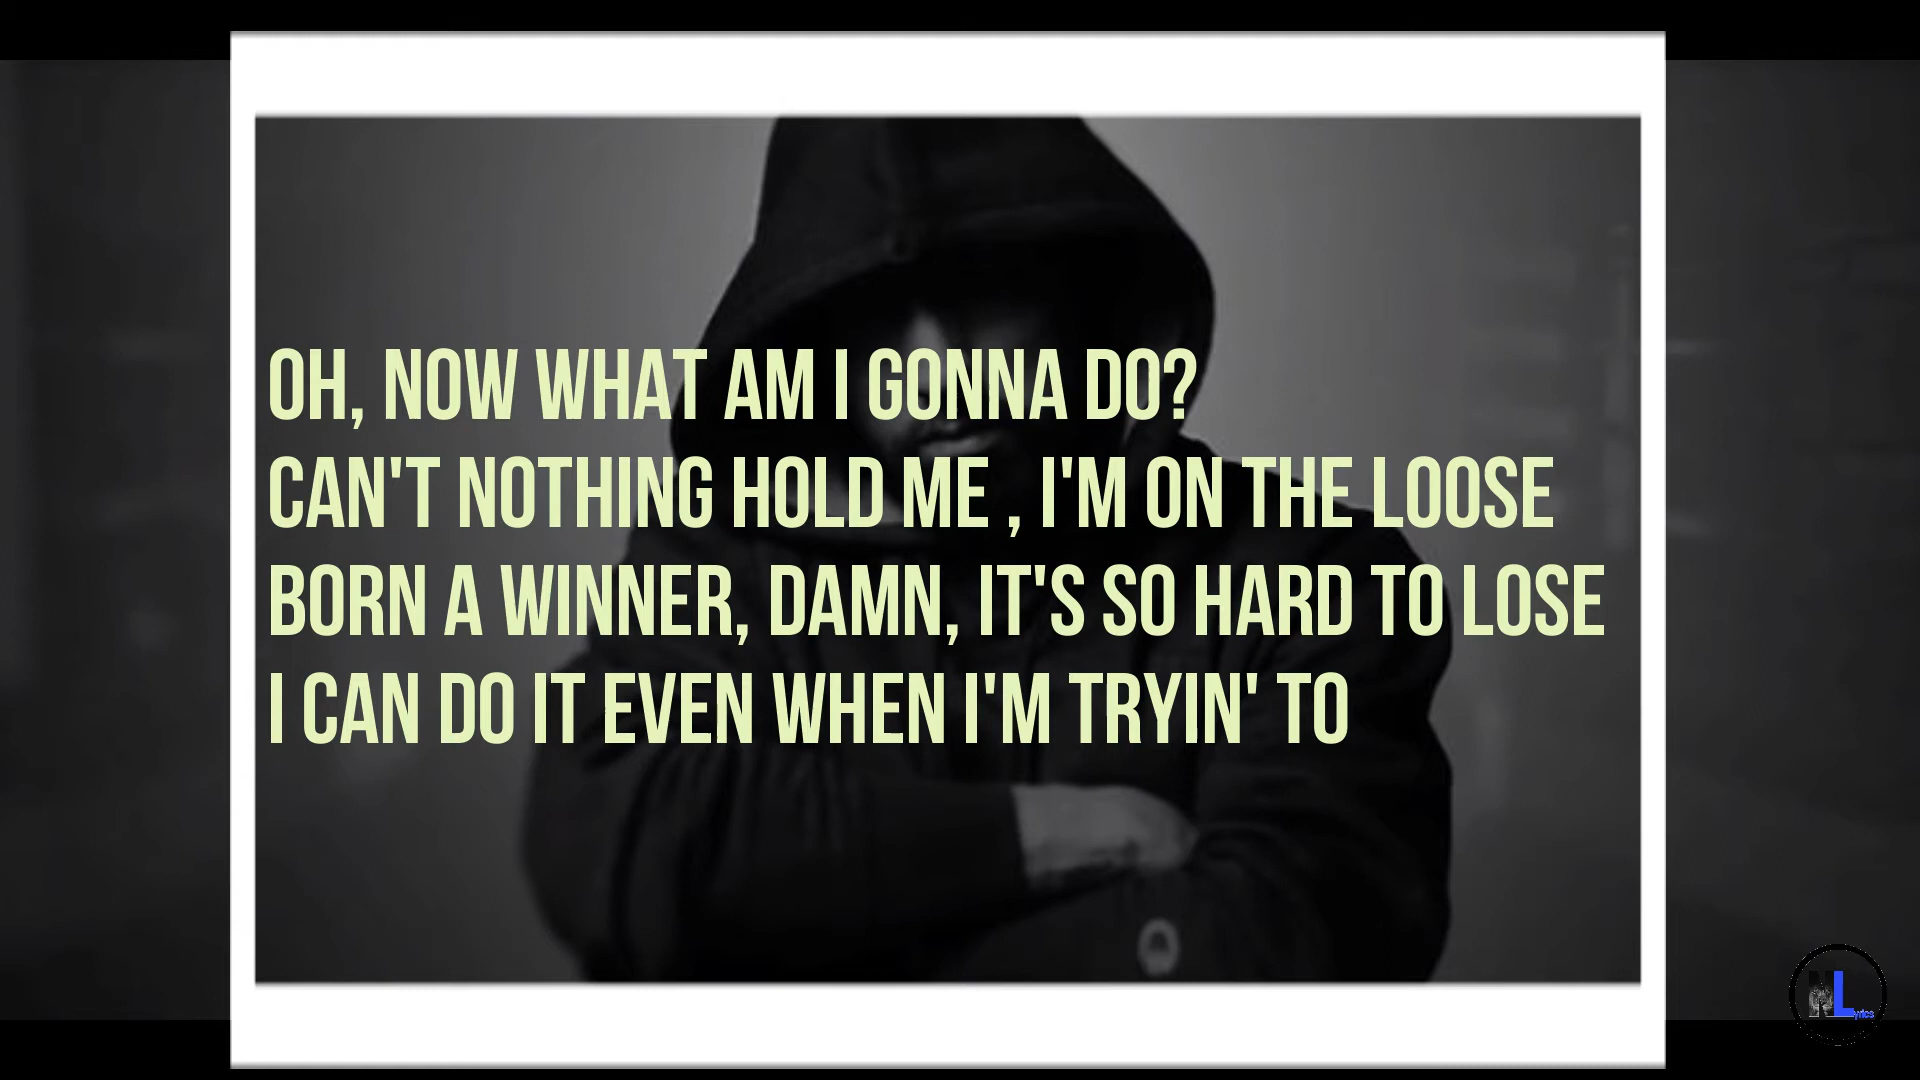 OH, NOW WHAT AM I GONNA DO?
CAN'T NOTHING HOLD ME , I'M ON THE LOOSE
BORN A WINNER, DAMN, IT'S SO HARD TO LOSE
I CAN DO IT EVEN WHEN I'M TRYIN' TO
NLyrics